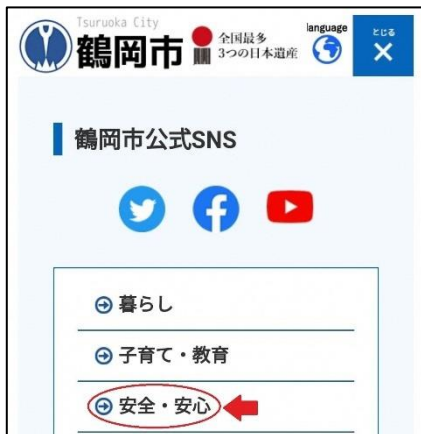 Tsuruoka City
鶴岡市
全国最多
3つの日本遺産
language
とじる
鶴岡市公式SNS
暮らし
子育て・教育
安全・安心